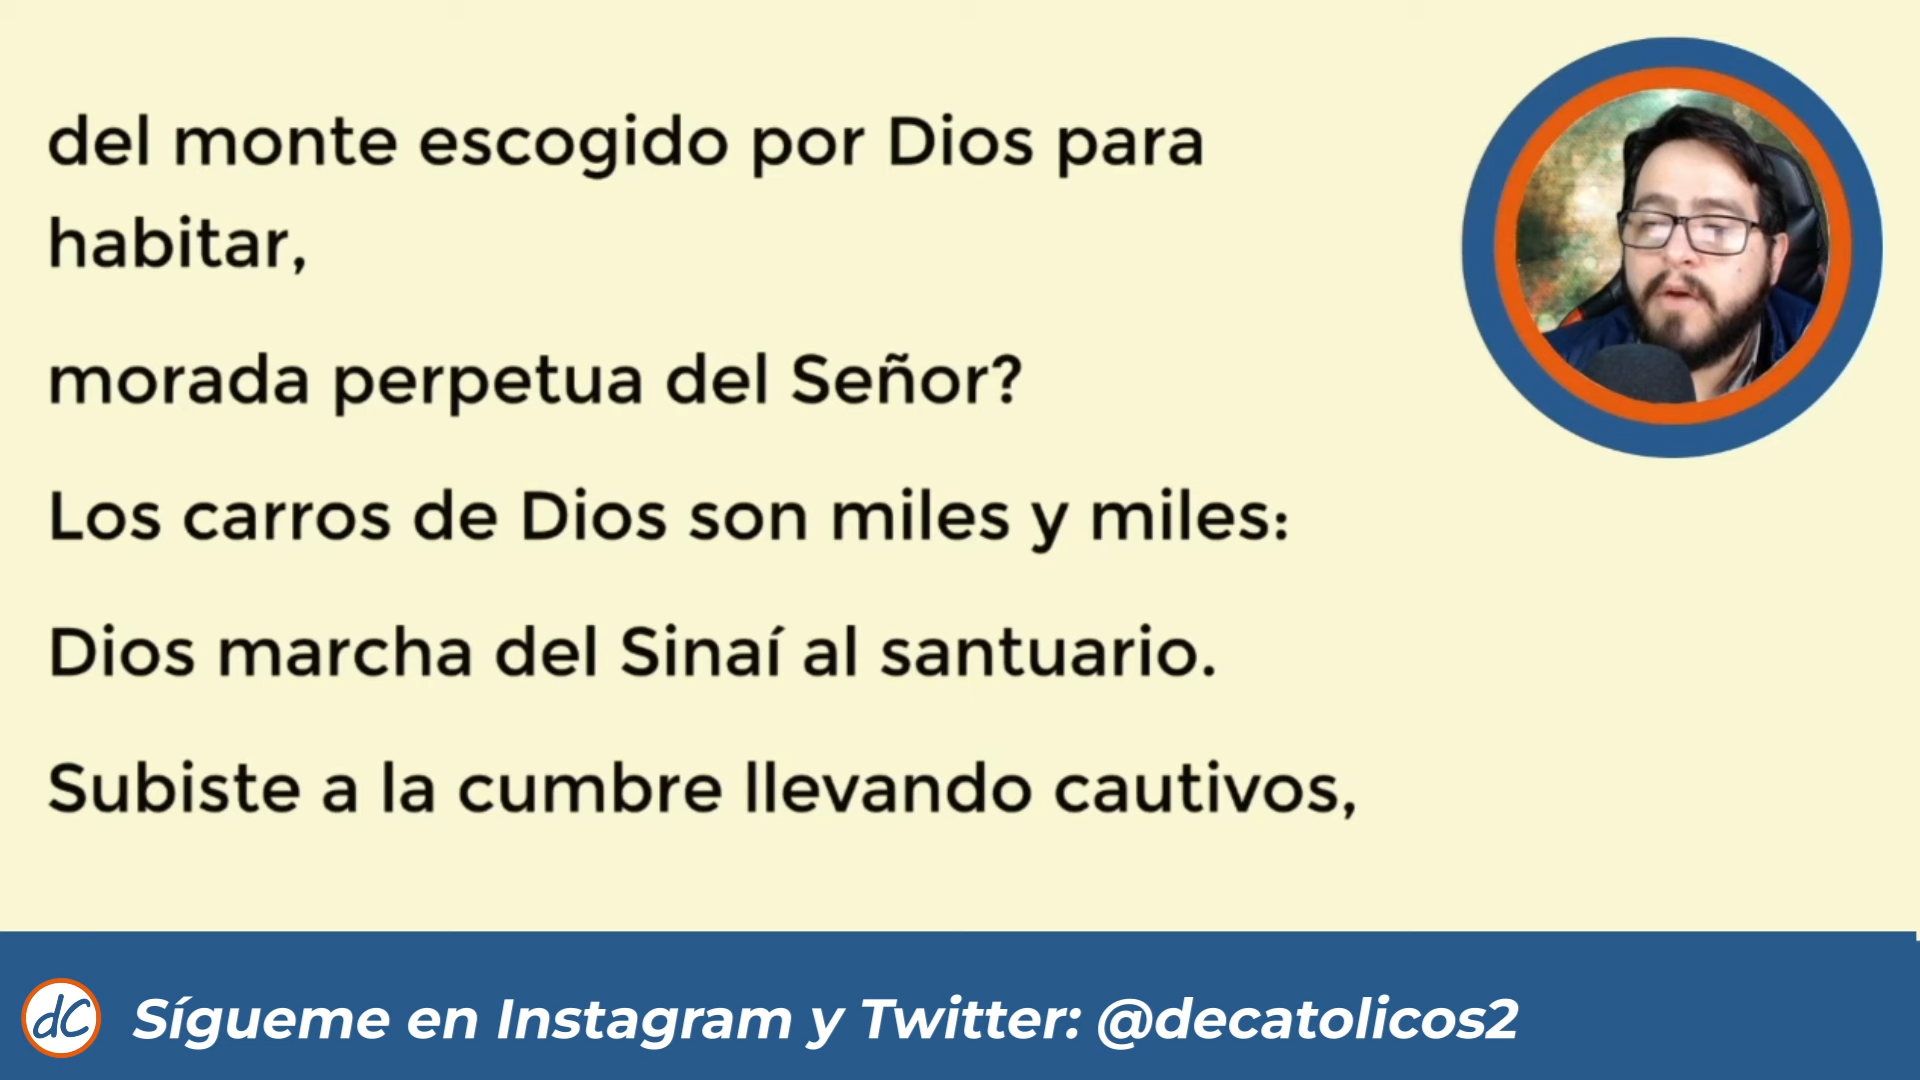 del monte escogido por Dios para
habitar,
morada perpetua del Señor?
Los carros de Dios son miles y miles:
Dios marcha del Sinaí al santuario.
Subiste a la cumbre llevando cautivos,
dC Sígueme en Instagram y Twitter: @decatolicos2